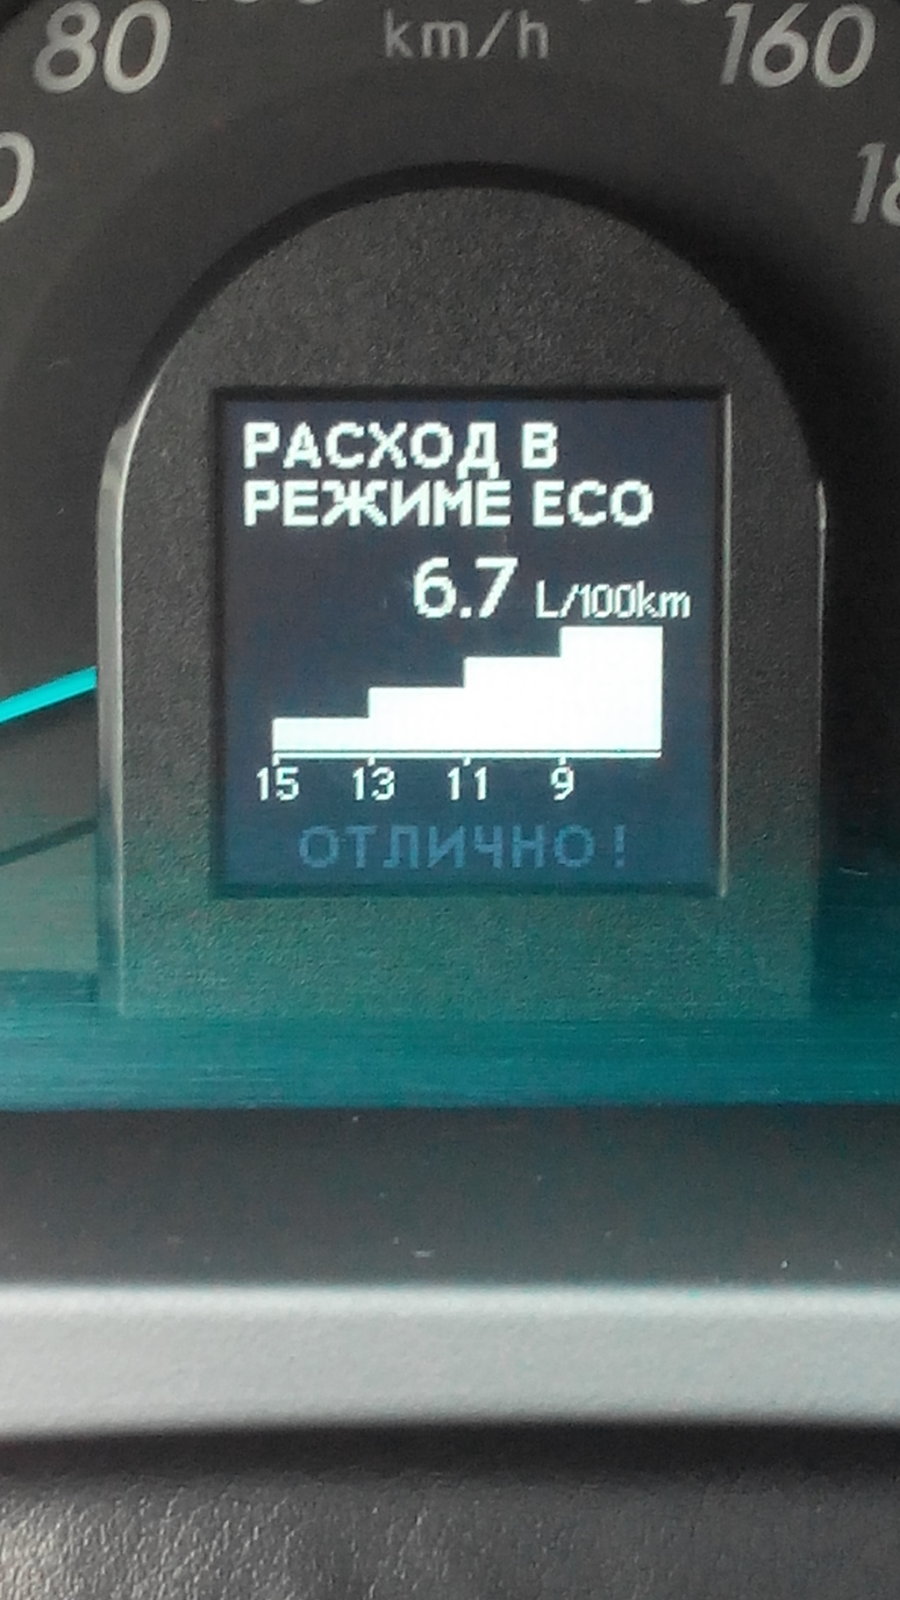 80 km/h 160
РАСХОД В
РЕЖИМЕ ECO
6.7 L/100km
15 13 11 9
ОТЛИЧНО!